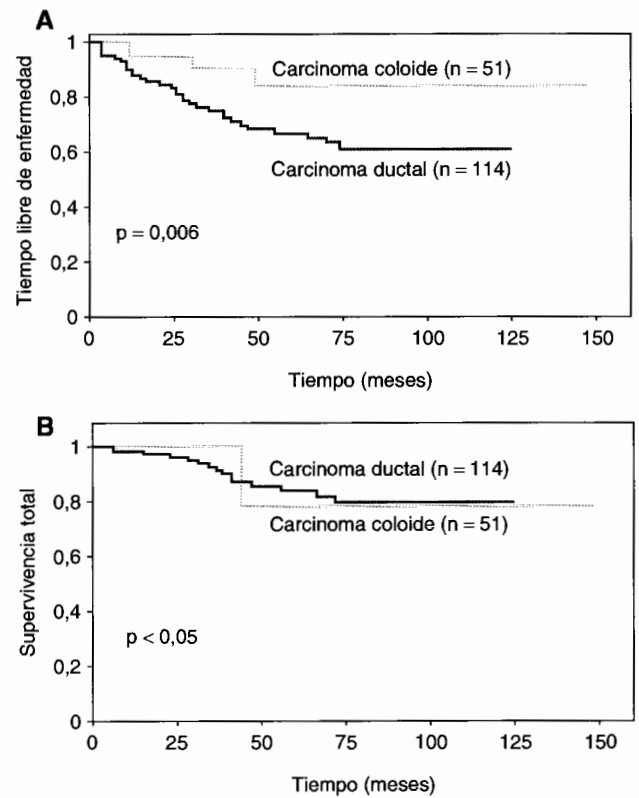 A
Tiempo libre de enfermedad
1
0,8
0,6
0,4
0,2
0
Carcinoma coloide (n = 51)
Carcinoma ductal (n = 114)
p = 0,006
0 25 50 75 100 125 150
Tiempo (meses)
B
Supervivencia total
1
0,8
0,6
0,4
0,2
0
Carcinoma ductal (n = 114)
Carcinoma coloide (n = 51)
p < 0,05
0 25 50 75 100 125 150
Tiempo (meses)